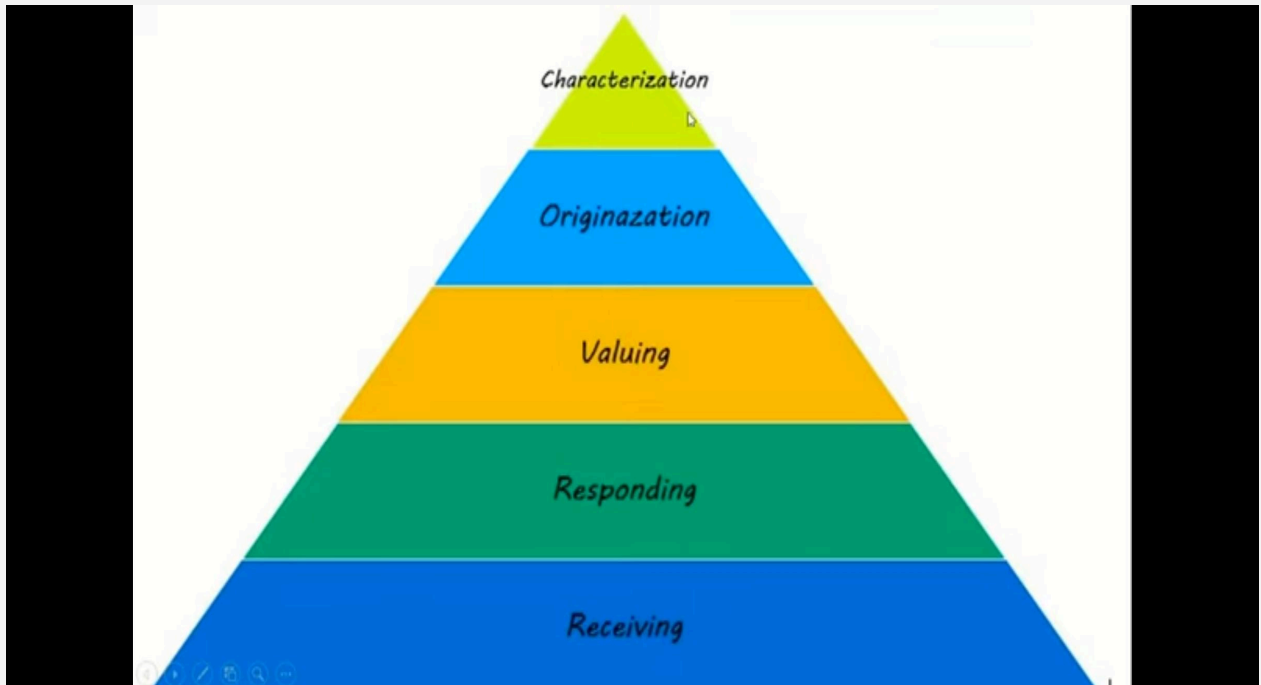 Characterization
Originazation
Valuing
Responding
Receiving